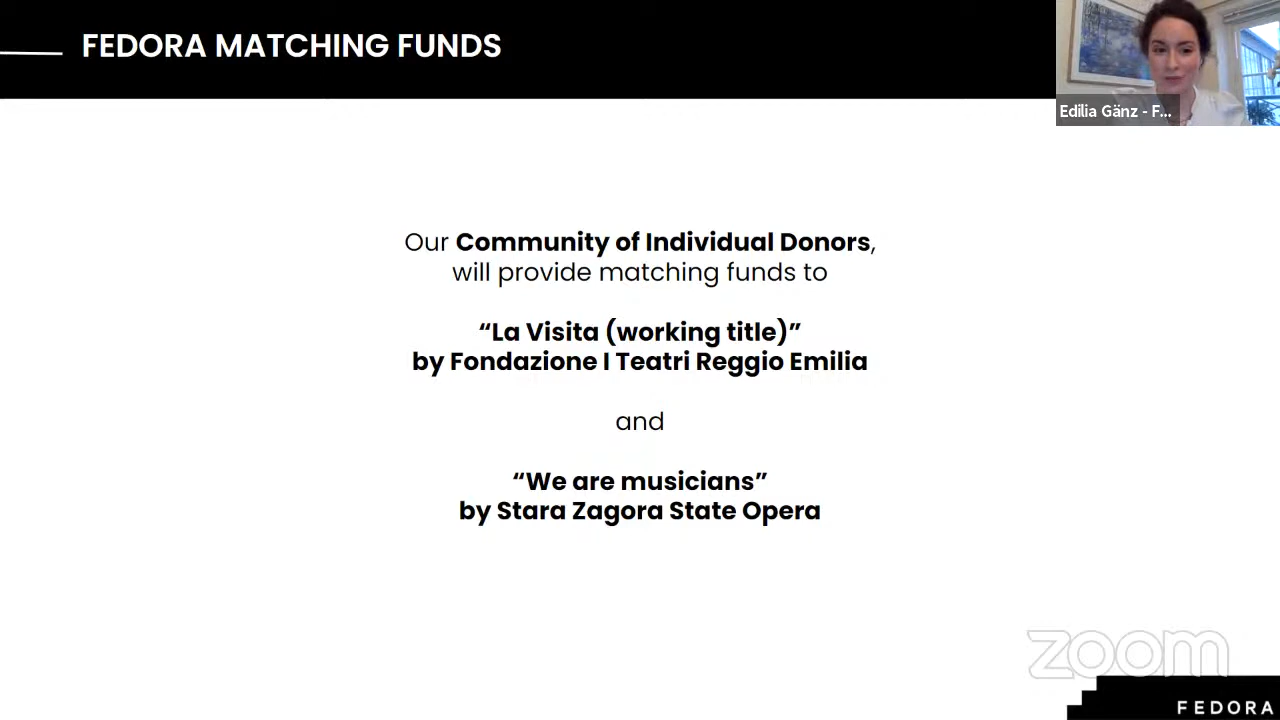 FEDORA MATCHING FUNDS
Edilia Gänz - F...
Our Community of Individual Donors,
will provide matching funds to
“La Visita (working title)”
by Fondazione I Teatri Reggio Emilia
and
“We are musicians”
by Stara Zagora State Opera
zoom
FEDORA